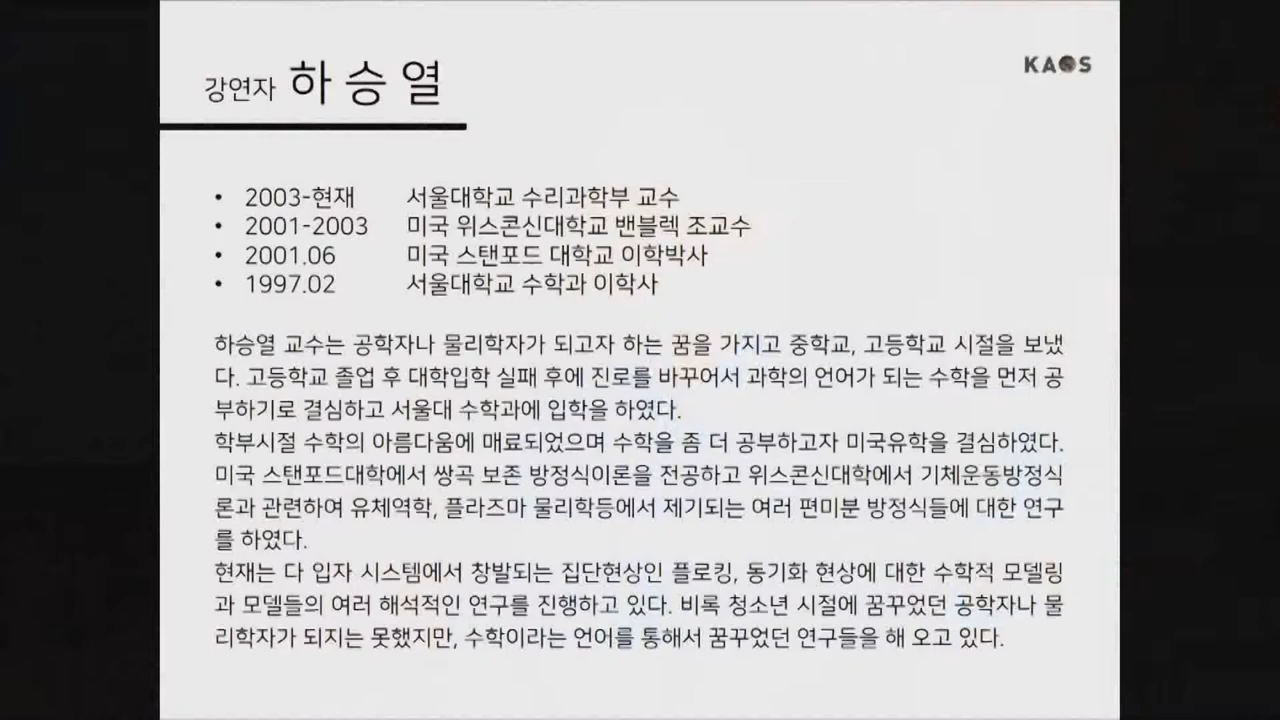 강연자 하 승 열
KAOS
• 2003-현재 서울대학교 수리과학부 교수
• 2001-2003 미국 위스콘신대학교 밴블렉 조교수
• 2001.06 미국 스탠포드 대학교 이학박사
• 1997.02 서울대학교 수학과 이학사
하승열 교수는 공학자나 물리학자가 되고자 하는 꿈을 가지고 중학교, 고등학교 시절을 보냈
다. 고등학교 졸업 후 대학입학 실패 후에 진로를 바꾸어서 과학의 언어가 되는 수학을 먼저 공
부하기로 결심하고 서울대 수학과에 입학을 하였다.
학부시절 수학의 아름다움에 매료되었으며 수학을 좀 더 공부하고자 미국유학을 결심하였다.
미국 스탠포드대학에서 쌍곡 보존 방정식이론을 전공하고 위스콘신대학에서 기체운동방정식
론과 관련하여 유체역학, 플라즈마 물리학등에서 제기되는 여러 편미분 방정식들에 대한 연구
를 하였다.
현재는 다 입자 시스템에서 창발되는 집단현상인 플로킹, 동기화 현상에 대한 수학적 모델링
과 모델들의 여러 해석적인 연구를 진행하고 있다. 비록 청소년 시절에 꿈꾸었던 공학자나 물
리학자가 되지는 못했지만, 수학이라는 언어를 통해서 꿈꾸었던 연구들을 해 오고 있다.